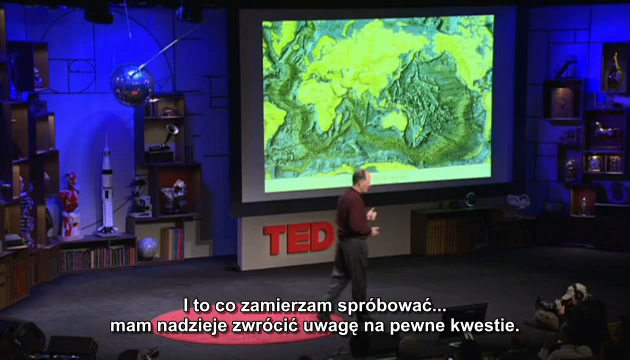 TED
I to co zamierzam spróbować...
mam nadzieje zwrócić uwagę na pewne kwestie.